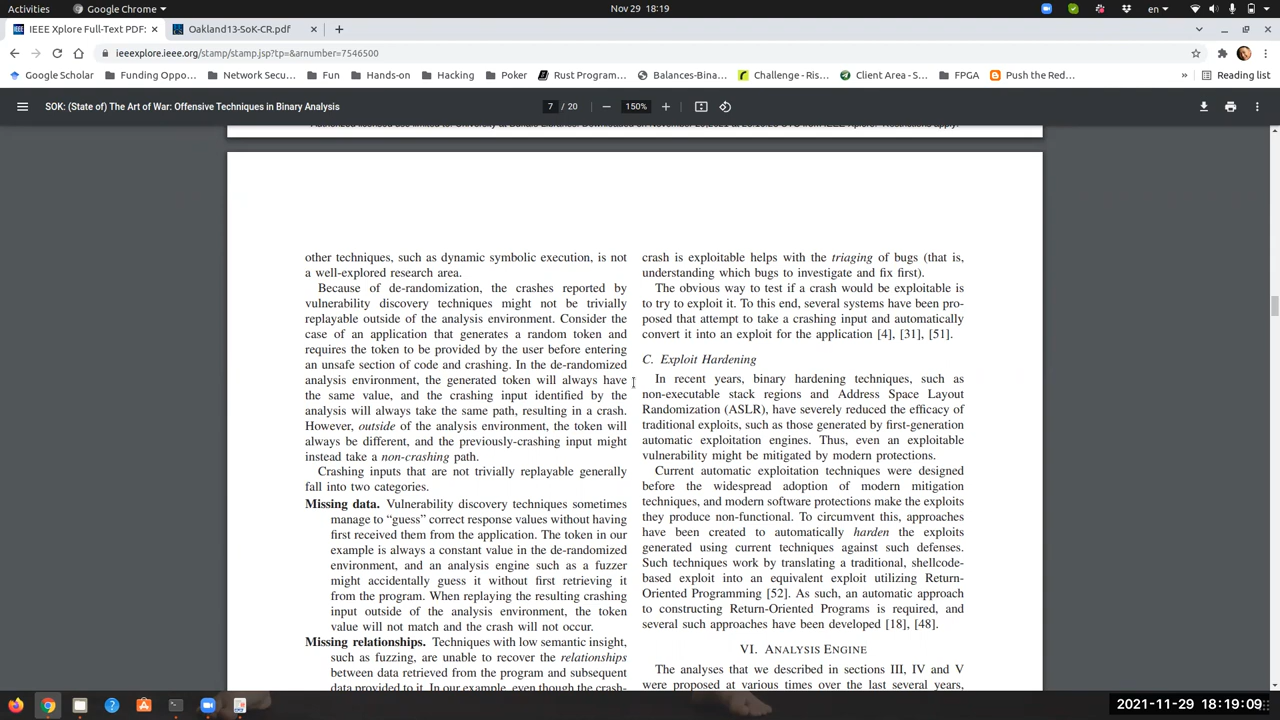 Activities
Google Chrome
Nov 29 18:19
en
IEEE Xplore Full-Text PDF:
Oakland13-SoK-CR.pdf
ieeexplore.ieee.org/stamp/stamp.jsp?tp=&arnumber=7546500
Google Scholar
Funding Oppo...
Network Secu...
Fun
Hands-on
Hacking
Poker
Rust Program...
Balances-Bina...
Challenge - Ris...
Client Area - S...
FPGA
Push the Red...
»
Reading list
SOK: (State of) The Art of War: Offensive Techniques in Binary Analysis
7 / 20
150%
other techniques, such as dynamic symbolic execution, is not
a well-explored research area.
Because of de-randomization, the crashes reported by
vulnerability discovery techniques might not be trivially
replayable outside of the analysis environment. Consider the
case of an application that generates a random token and
requires the token to be provided by the user before entering
an unsafe section of code and crashing. In the de-randomized
analysis environment, the generated token will always have
the same value, and the crashing input identified by the
analysis will always take the same path, resulting in a crash.
However, outside of the analysis environment, the token will
always be different, and the previously-crashing input might
instead take a non-crashing path.
Crashing inputs that are not trivially replayable generally
fall into two categories.
Missing data. Vulnerability discovery techniques sometimes
manage to “guess” correct response values without having
first received them from the application. The token in our
example is always a constant value in the de-randomized
environment, and an analysis engine such as a fuzzer
might accidentally guess it without first retrieving it
from the program. When replaying the resulting crashing
input outside of the analysis environment, the token
value will not match and the crash will not occur.
Missing relationships. Techniques with low semantic insight,
such as fuzzing, are unable to recover the relationships
between data retrieved from the program and subsequent
data provided to it. In our example, even though the crash-
crash is exploitable helps with the triaging of bugs (that is,
understanding which bugs to investigate and fix first).
The obvious way to test if a crash would be exploitable is
to try to exploit it. To this end, several systems have been pro-
posed that attempt to take a crashing input and automatically
convert it into an exploit for the application [4], [31], [51].
C. Exploit Hardening
In recent years, binary hardening techniques, such as
non-executable stack regions and Address Space Layout
Randomization (ASLR), have severely reduced the efficacy of
traditional exploits, such as those generated by first-generation
automatic exploitation engines. Thus, even an exploitable
vulnerability might be mitigated by modern protections.
Current automatic exploitation techniques were designed
before the widespread adoption of modern mitigation
techniques, and modern software protections make the exploits
they produce non-functional. To circumvent this, approaches
have been created to automatically harden the exploits
generated using current techniques against such defenses.
Such techniques work by translating a traditional, shellcode-
based exploit into an equivalent exploit utilizing Return-
Oriented Programming [52]. As such, an automatic approach
to constructing Return-Oriented Programs is required, and
several such approaches have been developed [18], [48].
VI. ANALYSIS ENGINE
The analyses that we described in sections III, IV and V
were proposed at various times over the last several years,
2021-11-29 18:19:09